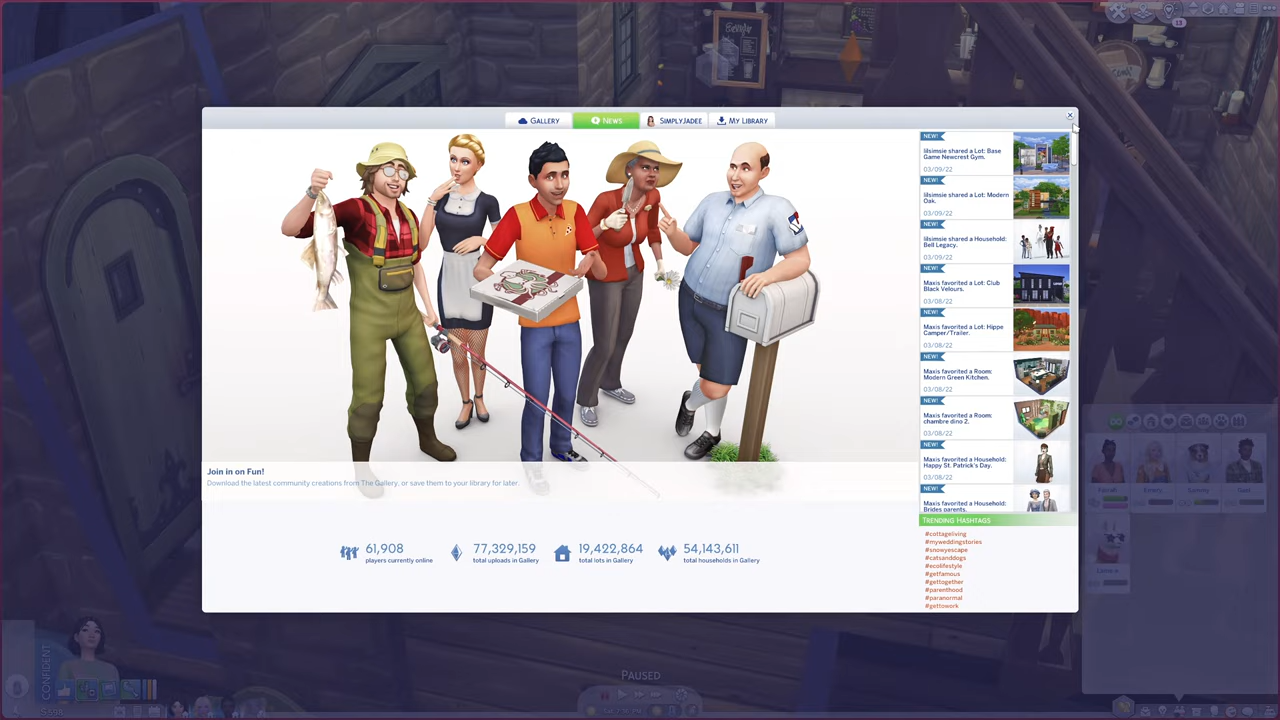 13
GALLERY
NEWS
SIMPLYJADEE
MY LIBRARY
NEW!
lilsimsie shared a Lot: Base
Game Newcrest Gym.
03/09/22
NEW!
lilsimsie shared a Lot: Modern
Oak.
03/09/22
NEW!
lilsimsie shared a Household:
Bell Legacy.
03/09/22
NEW!
Maxis favorited a Lot: Club
Black Velours.
03/08/22
NEW!
Maxis favorited a Lot: Hippe
Camper/Trailer.
03/08/22
NEW!
Maxis favorited a Room:
Modern Green Kitchen.
03/08/22
NEW!
Maxis favorited a Room:
chambre dino 2.
03/08/22
NEW!
Maxis favorited a Household:
Happy St. Patrick's Day.
03/08/22
NEW!
Maxis favorited a Household:
Brides parents.
Join in on Fun!
Download the latest community creations from The Gallery, or save them to your library for later.
61,908
players currently online
77,329,159
total uploads in Gallery
19,422,864
total lots in Gallery
54,143,611
total households in Gallery
TRENDING HASHTAGS
#cottageliving
#myweddingstories
#snowyescape
#catsanddogs
#ecolifestyle
#getfamous
#gettogether
#parenthood
#paranormal
#gettowork
CONFIDENT
PAUSED